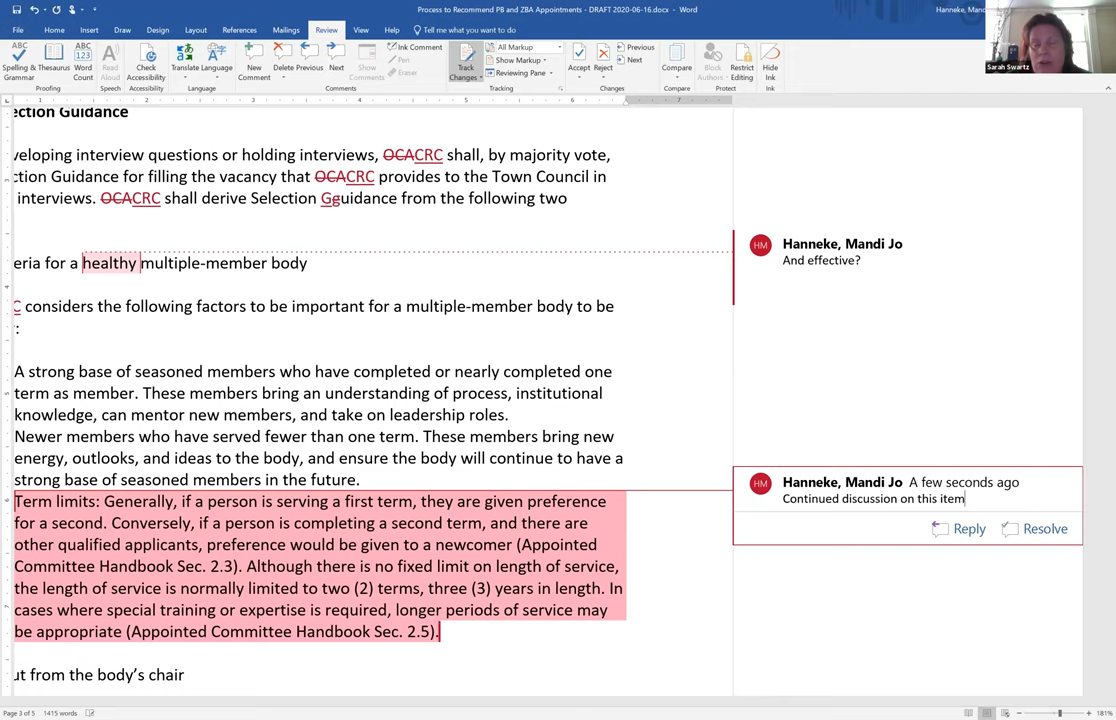 Process to Recommend PB and ZBA Appointments - DRAFT 2020-06-16.docx - Word
Hanneke, Mand
File Home Insert Draw Design Layout References Mailings Review View Help Tell me what you want to do
Spelling & Grammar Thesaurus Word Count Read Aloud Check Accessibility Translate Language New Comment Delete Previous Next Show Comments Ink Comment Pen Eraser Track Changes All Markup Show Markup Reviewing Pane Accept Reject Previous Next Compare Block Authors Restrict Editing Hide Ink
Proofing Speech Accessibility Language Comments Tracking Changes Compare Protect Ink
Sarah Swartz
1 2 3 4 5 6 7
ection Guidance
veloping interview questions or holding interviews, OCACRC shall, by majority vote,
ction Guidance for filling the vacancy that OCACRC provides to the Town Council in
interviews. OCACRC shall derive Selection Gguidance from the following two
Hanneke, Mandi Jo
And effective?
eria for a healthy multiple-member body
C considers the following factors to be important for a multiple-member body to be
:
A strong base of seasoned members who have completed or nearly completed one
term as member. These members bring an understanding of process, institutional
knowledge, can mentor new members, and take on leadership roles.
Newer members who have served fewer than one term. These members bring new
energy, outlooks, and ideas to the body, and ensure the body will continue to have a
strong base of seasoned members in the future.
Term limits: Generally, if a person is serving a first term, they are given preference
for a second. Conversely, if a person is completing a second term, and there are
other qualified applicants, preference would be given to a newcomer (Appointed
Committee Handbook Sec. 2.3). Although there is no fixed limit on length of service,
the length of service is normally limited to two (2) terms, three (3) years in length. In
cases where special training or expertise is required, longer periods of service may
be appropriate (Appointed Committee Handbook Sec. 2.5).
HM Hanneke, Mandi Jo A few seconds ago
Continued discussion on this item
Reply Resolve
ut from the body's chair
Page 3 of 5 1415 words
181%